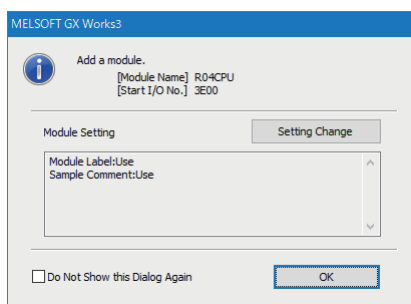 MELSOFT GX Works3
Add a module.
[Module Name] R04CPU
[Start I/O No.] 3E00
Module Setting
Setting Change
Module Label:Use
Sample Comment:Use
Do Not Show this Dialog Again
OK